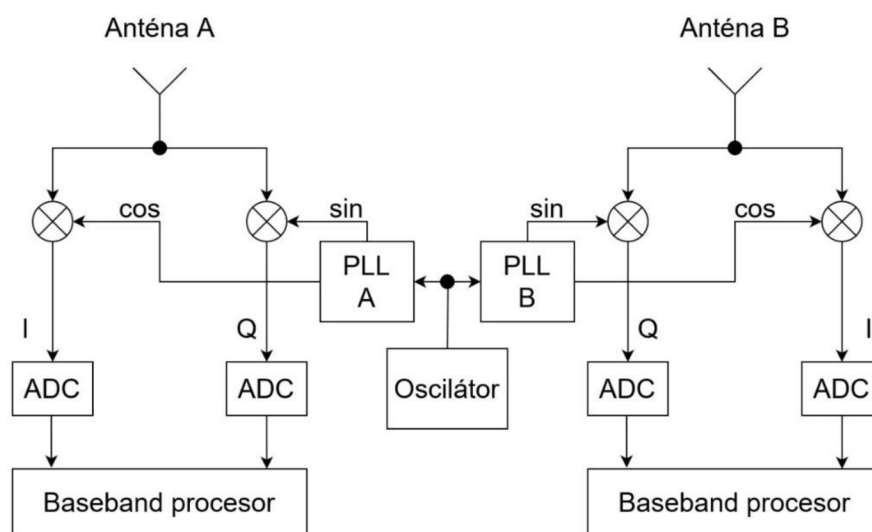 Anténa A
Anténa B
cos
sin
sin
cos
PLL
A
PLL
B
I
Q
Q
I
ADC
ADC
Oscilátor
ADC
ADC
Baseband procesor
Baseband procesor